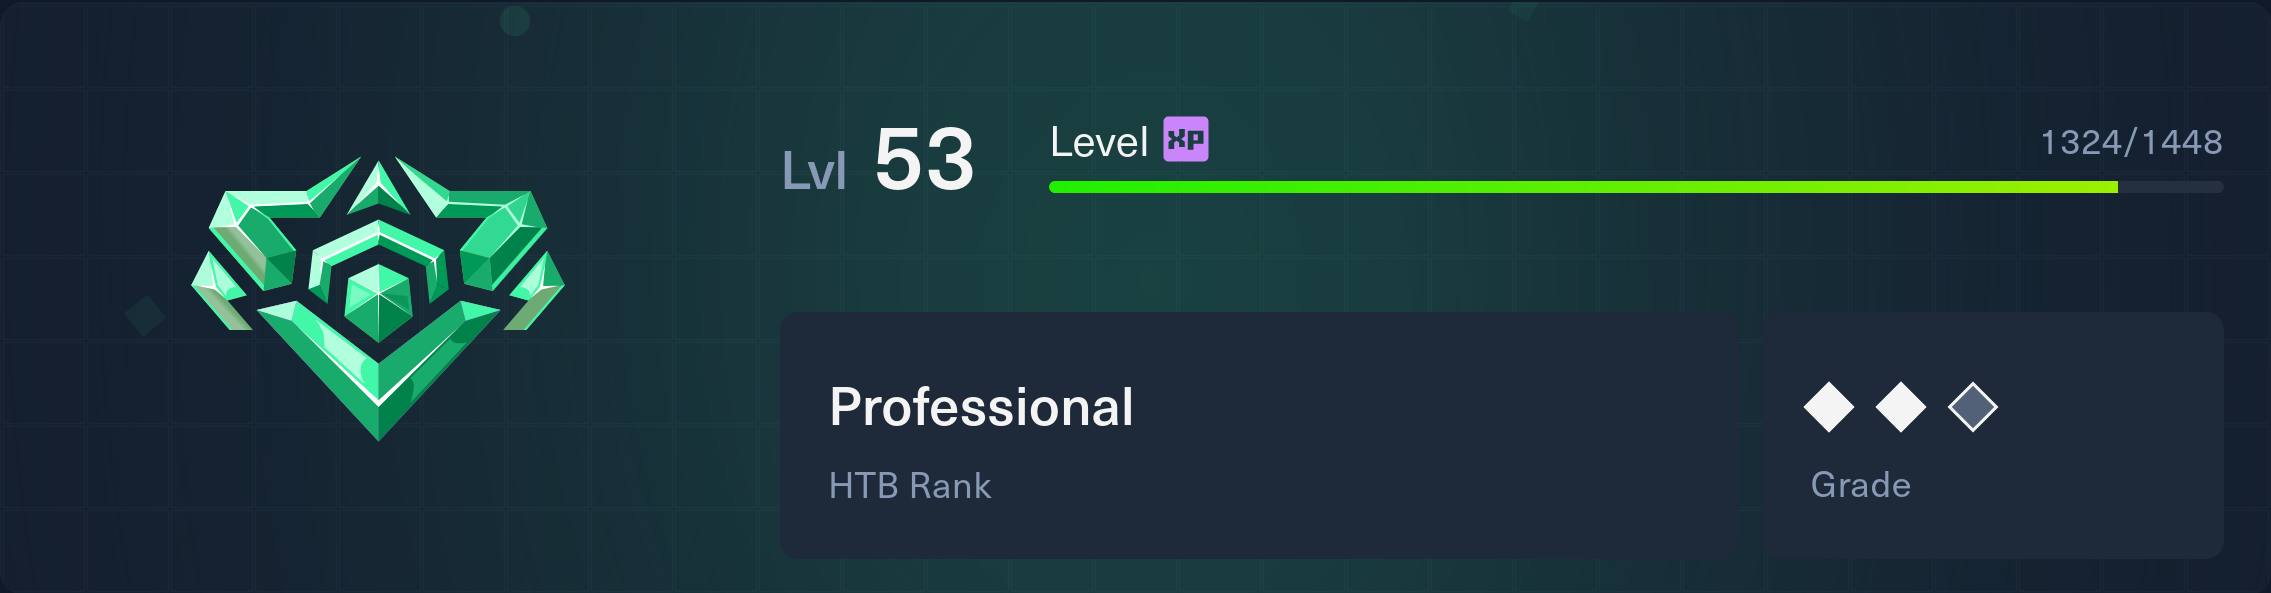 Lvl 53
Level XP
1324/1448
Professional
HTB Rank
Grade